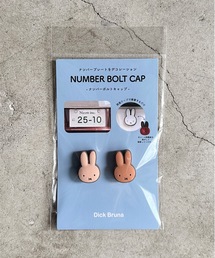 ナンバープレートをデコレーション
NUMBER BOLT CAP
ーナンバーボルトキャップー
25-10
Dick Bruna